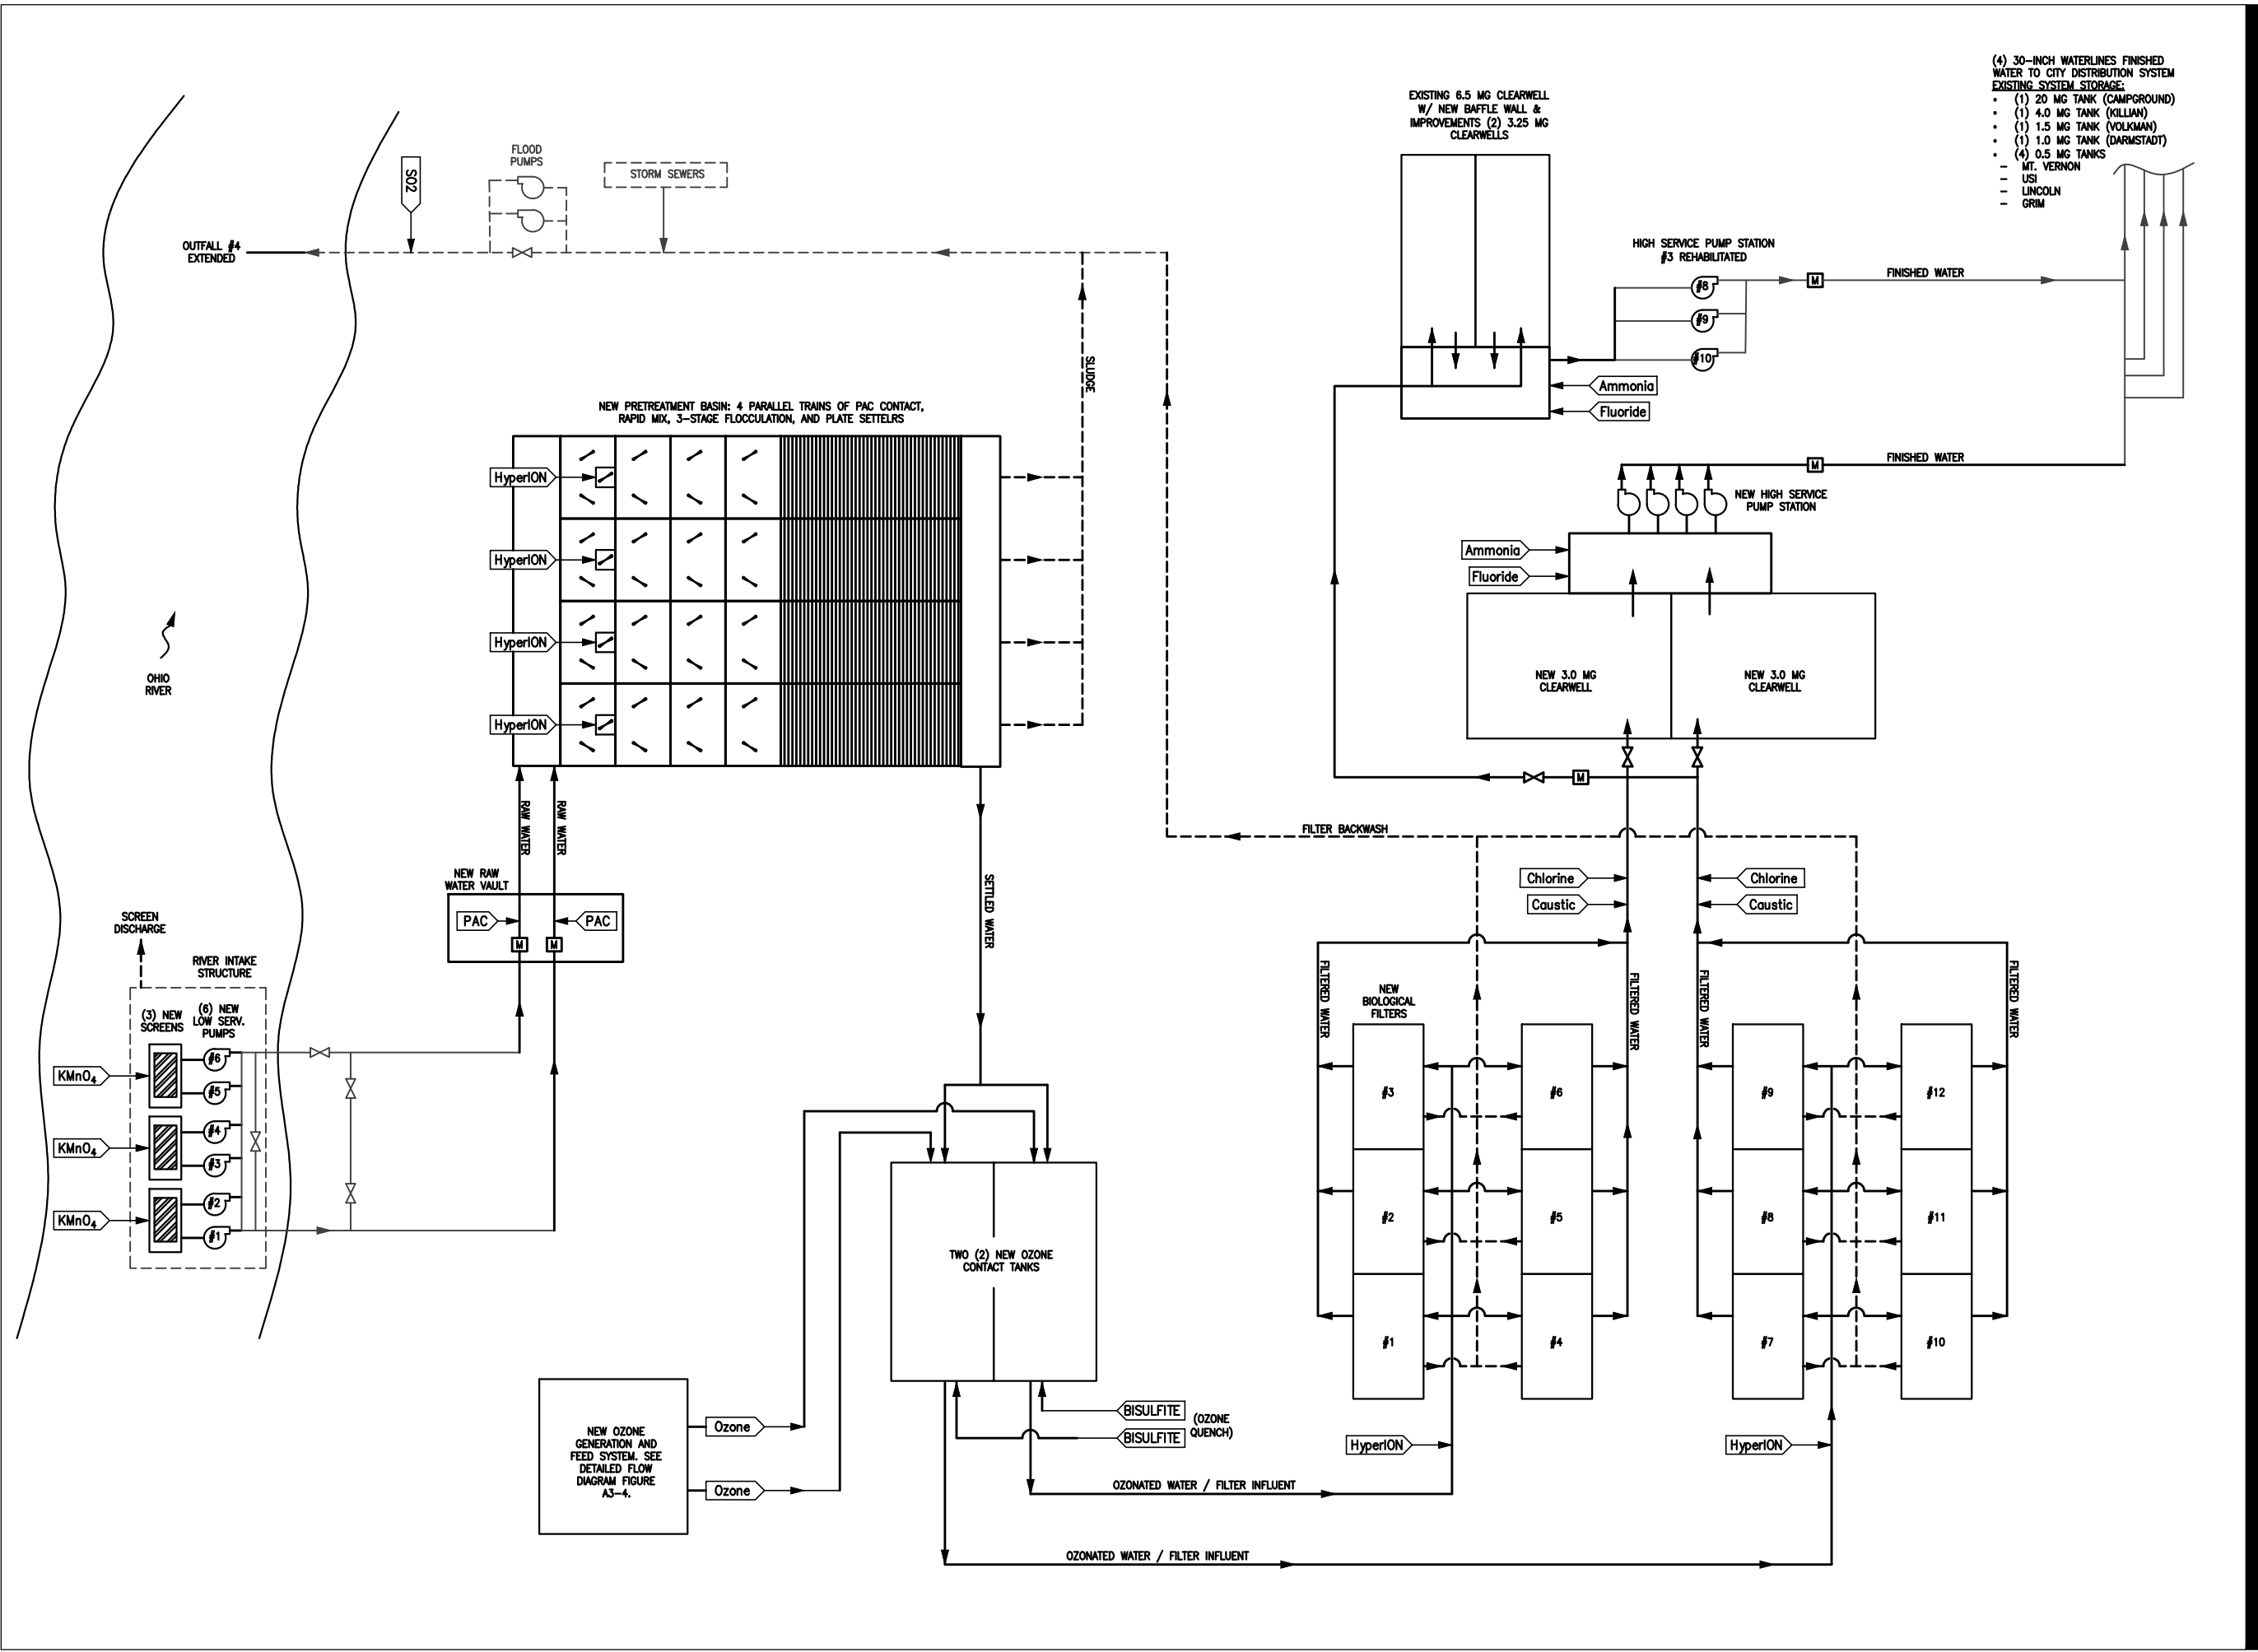 (4) 30-INCH WATERLINES FINISHED
WATER TO CITY DISTRIBUTION SYSTEM
EXISTING SYSTEM STORAGE:
• (1) 20 MG TANK (CAMPGROUND)
• (1) 4.0 MG TANK (KILLIAN)
• (1) 1.5 MG TANK (VOLKMAN)
• (1) 1.0 MG TANK (DARMSTADT)
• (4) 0.5 MG TANKS
– MT. VERNON
– USI
– LINCOLN
– GRIM
EXISTING 6.5 MG CLEARWELL
W/ NEW BAFFLE WALL &
IMPROVEMENTS (2) 3.25 MG
CLEARWELLS
FLOOD
PUMPS
STORM SEWERS
SO2
OUTFALL #4
EXTENDED
HIGH SERVICE PUMP STATION
#3 REHABILITATED
#8
#9
#10
M
FINISHED WATER
Ammonia
Fluoride
SLUDGE
NEW PRETREATMENT BASIN: 4 PARALLEL TRAINS OF PAC CONTACT,
RAPID MIX, 3-STAGE FLOCCULATION, AND PLATE SETTELRS
HyperION
HyperION
HyperION
HyperION
M
FINISHED WATER
NEW HIGH SERVICE
PUMP STATION
Ammonia
Fluoride
NEW 3.0 MG
CLEARWELL
NEW 3.0 MG
CLEARWELL
M
OHIO
RIVER
RAW WATER
RAW WATER
NEW RAW
WATER VAULT
PAC
PAC
M
M
SETTLED WATER
FILTER BACKWASH
Chlorine
Chlorine
Caustic
Caustic
SCREEN
DISCHARGE
RIVER INTAKE
STRUCTURE
(3) NEW
SCREENS
(6) NEW
LOW SERV.
PUMPS
KMnO4
KMnO4
KMnO4
#6
#5
#4
#3
#2
#1
FILTERED WATER
FILTERED WATER
FILTERED WATER
FILTERED WATER
NEW
BIOLOGICAL
FILTERS
#3
#6
#9
#12
#2
#5
#8
#11
#1
#4
#7
#10
TWO (2) NEW OZONE
CONTACT TANKS
NEW OZONE
GENERATION AND
FEED SYSTEM. SEE
DETAILED FLOW
DIAGRAM FIGURE
A3-4.
Ozone
Ozone
BISULFITE
BISULFITE
(OZONE
QUENCH)
HyperION
HyperION
OZONATED WATER / FILTER INFLUENT
OZONATED WATER / FILTER INFLUENT